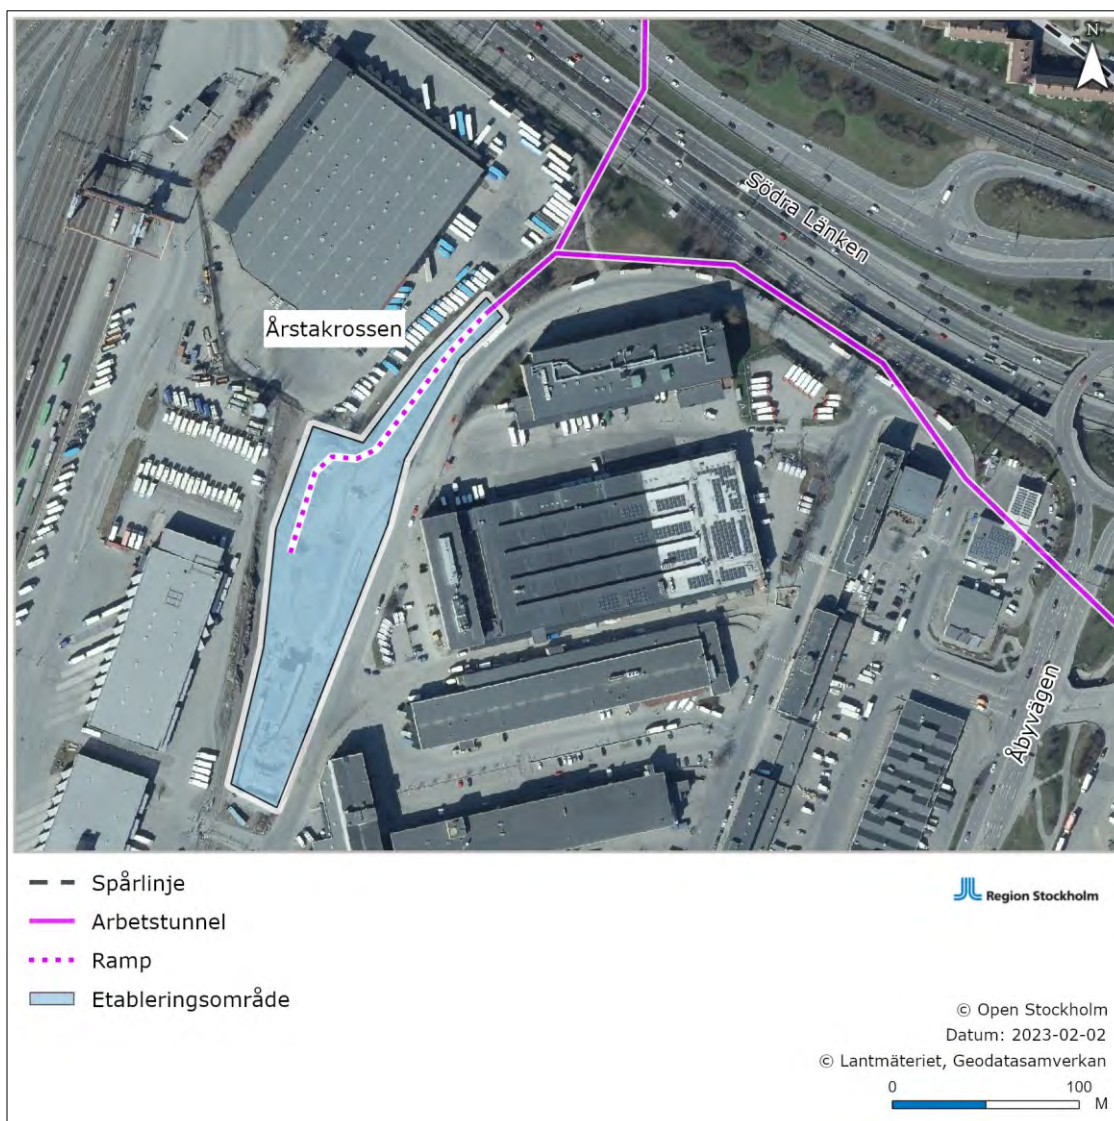 N
Södra Länken
Årstakrossen
Åbyvägen
Spårlinje
Arbetstunnel
Ramp
Etableringsområde
Region Stockholm
© Open Stockholm
Datum: 2023-02-02
© Lantmäteriet, Geodatasamverkan
0 100
M